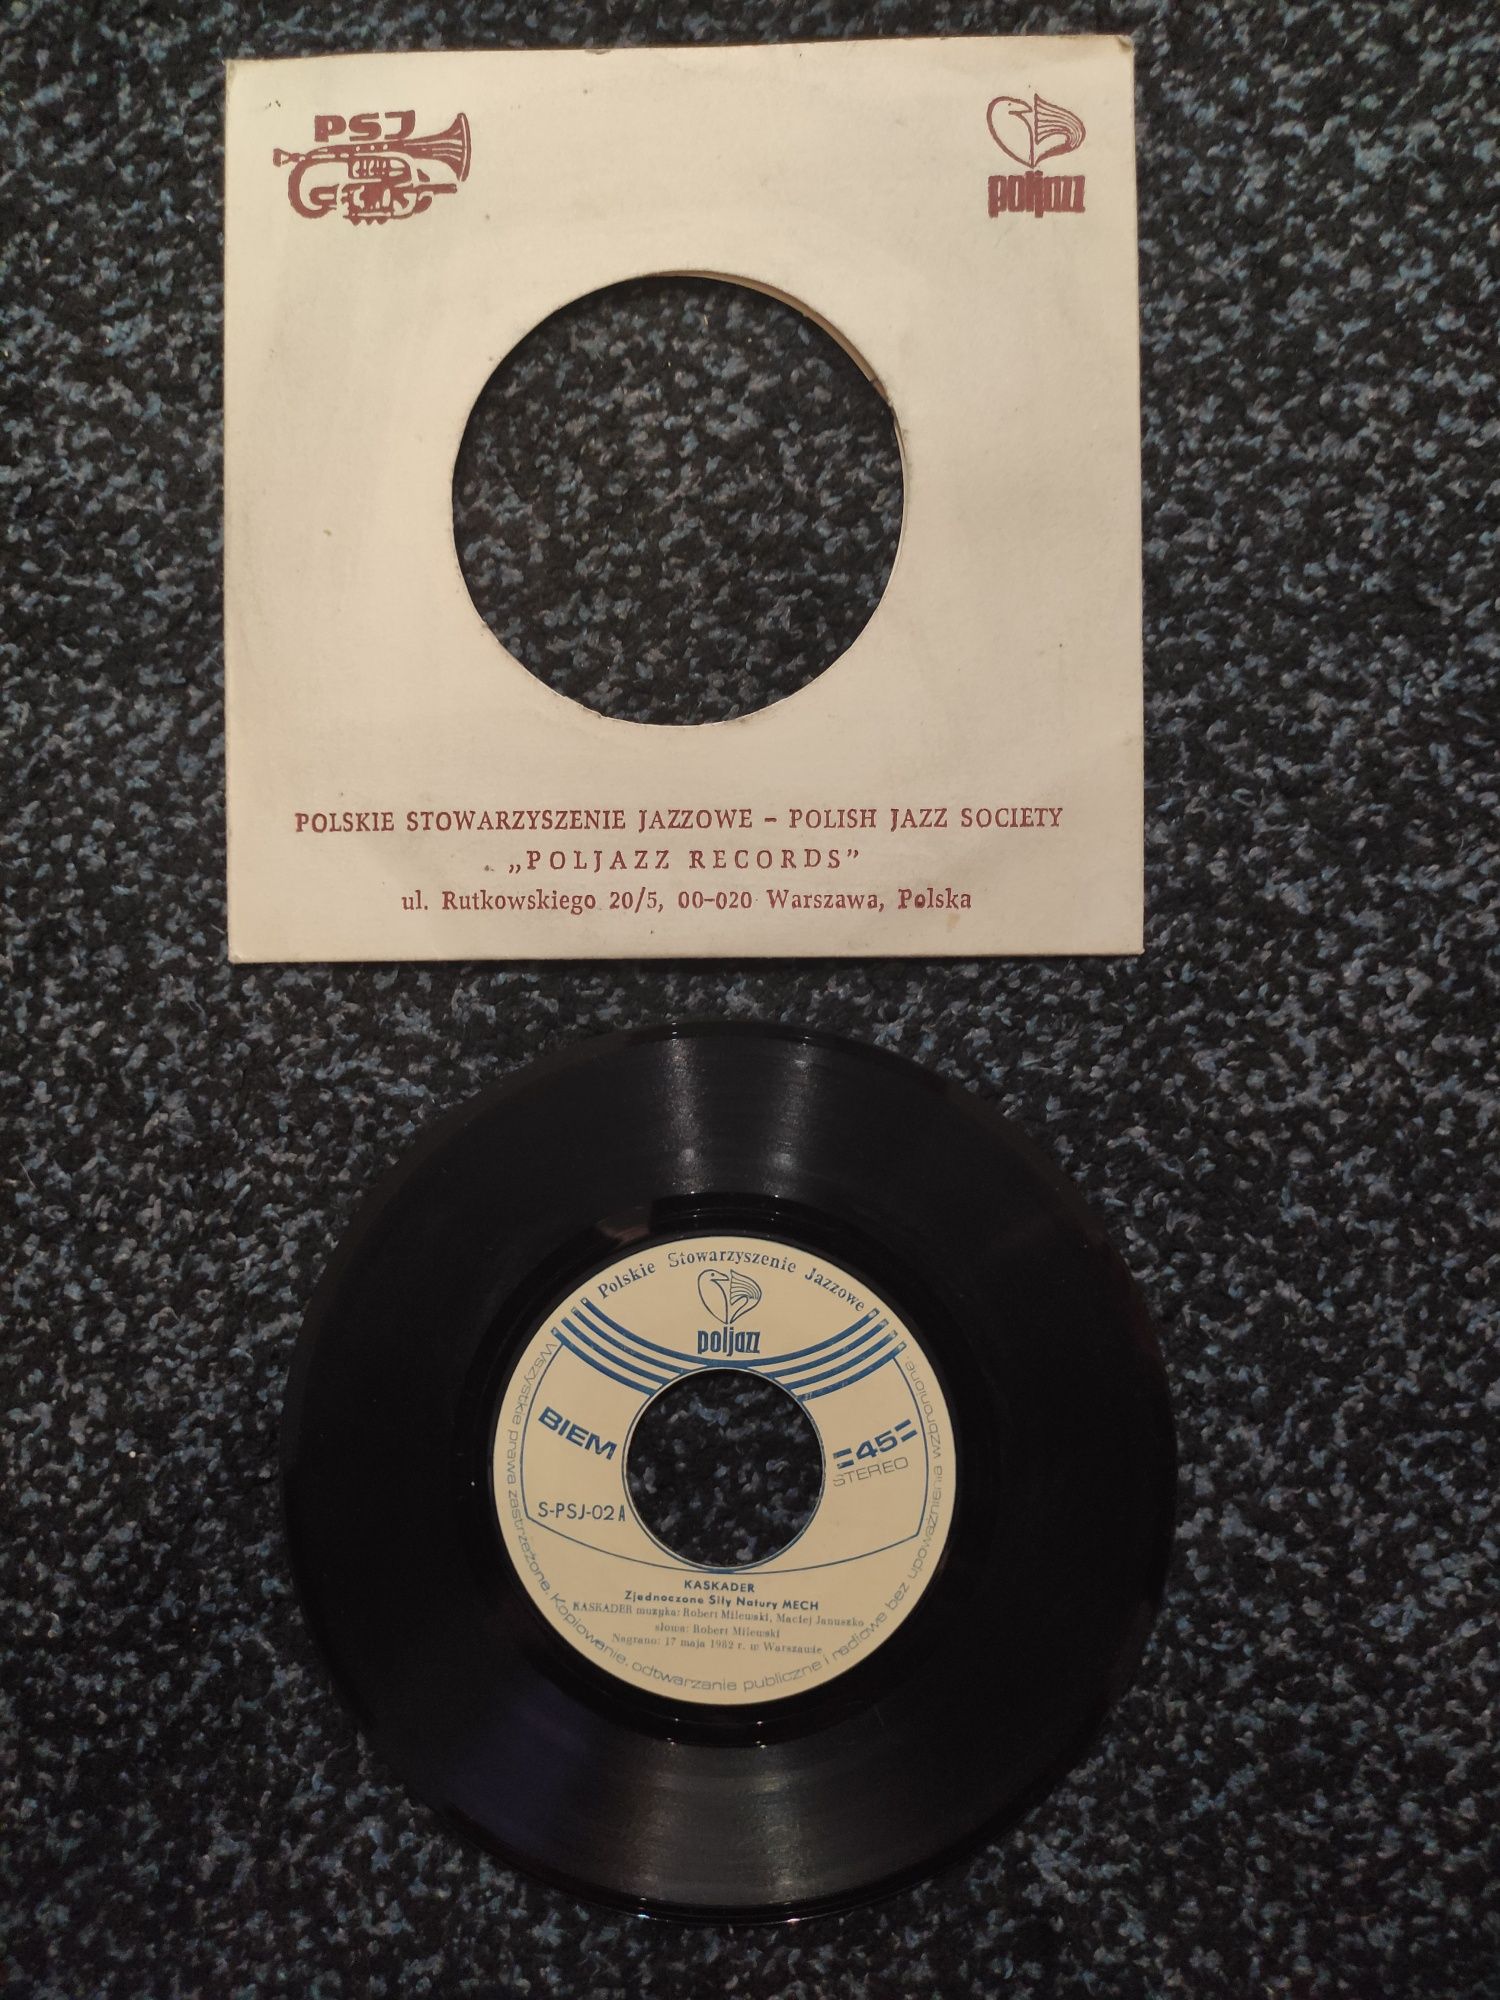 PSJ
poljazz
POLSKIE STOWARZYSZENIE JAZZOWE – POLISH JAZZ SOCIETY
„POLJAZZ RECORDS”
ul. Rutkowskiego 20/5, 00-020 Warszawa, Polska
Polskie Stowarzyszenie Jazzowe
poljazz
BIEM
45
STEREO
S-PSJ-02 A
KASKADER
Zjednoczone Siły Natury MECH
KASKADER muzyka: Robert Milewski, Maciej Januszko
słowa: Robert Milewski
Nagrano: 17 maja 1982 r. w Warszawie
Wszystkie prawa zastrzeżone. Kopiowanie, odtwarzanie publiczne i radiowe bez upoważnienia wzbronione.